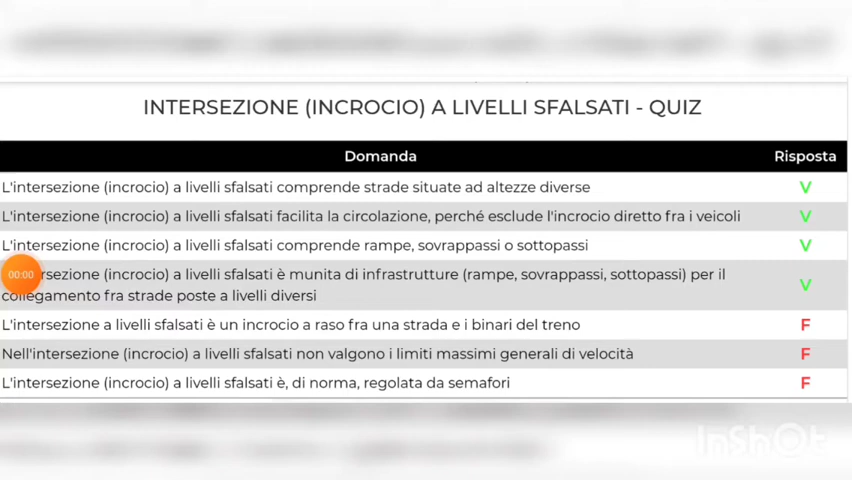 INTERSEZIONE (INCROCIO) A LIVELLI SFALSATI - QUIZ
Domanda Risposta
L'intersezione (incrocio) a livelli sfalsati comprende strade situate ad altezze diverse V
L'intersezione (incrocio) a livelli sfalsati facilita la circolazione, perché esclude l'incrocio diretto fra i veicoli V
L'intersezione (incrocio) a livelli sfalsati comprende rampe, sovrappassi o sottopassi V
00:00 rsezione (incrocio) a livelli sfalsati è munita di infrastrutture (rampe, sovrappassi, sottopassi) per il
collegamento fra strade poste a livelli diversi V
L'intersezione a livelli sfalsati è un incrocio a raso fra una strada e i binari del treno F
Nell'intersezione (incrocio) a livelli sfalsati non valgono i limiti massimi generali di velocità F
L'intersezione (incrocio) a livelli sfalsati è, di norma, regolata da semafori F
InShOt